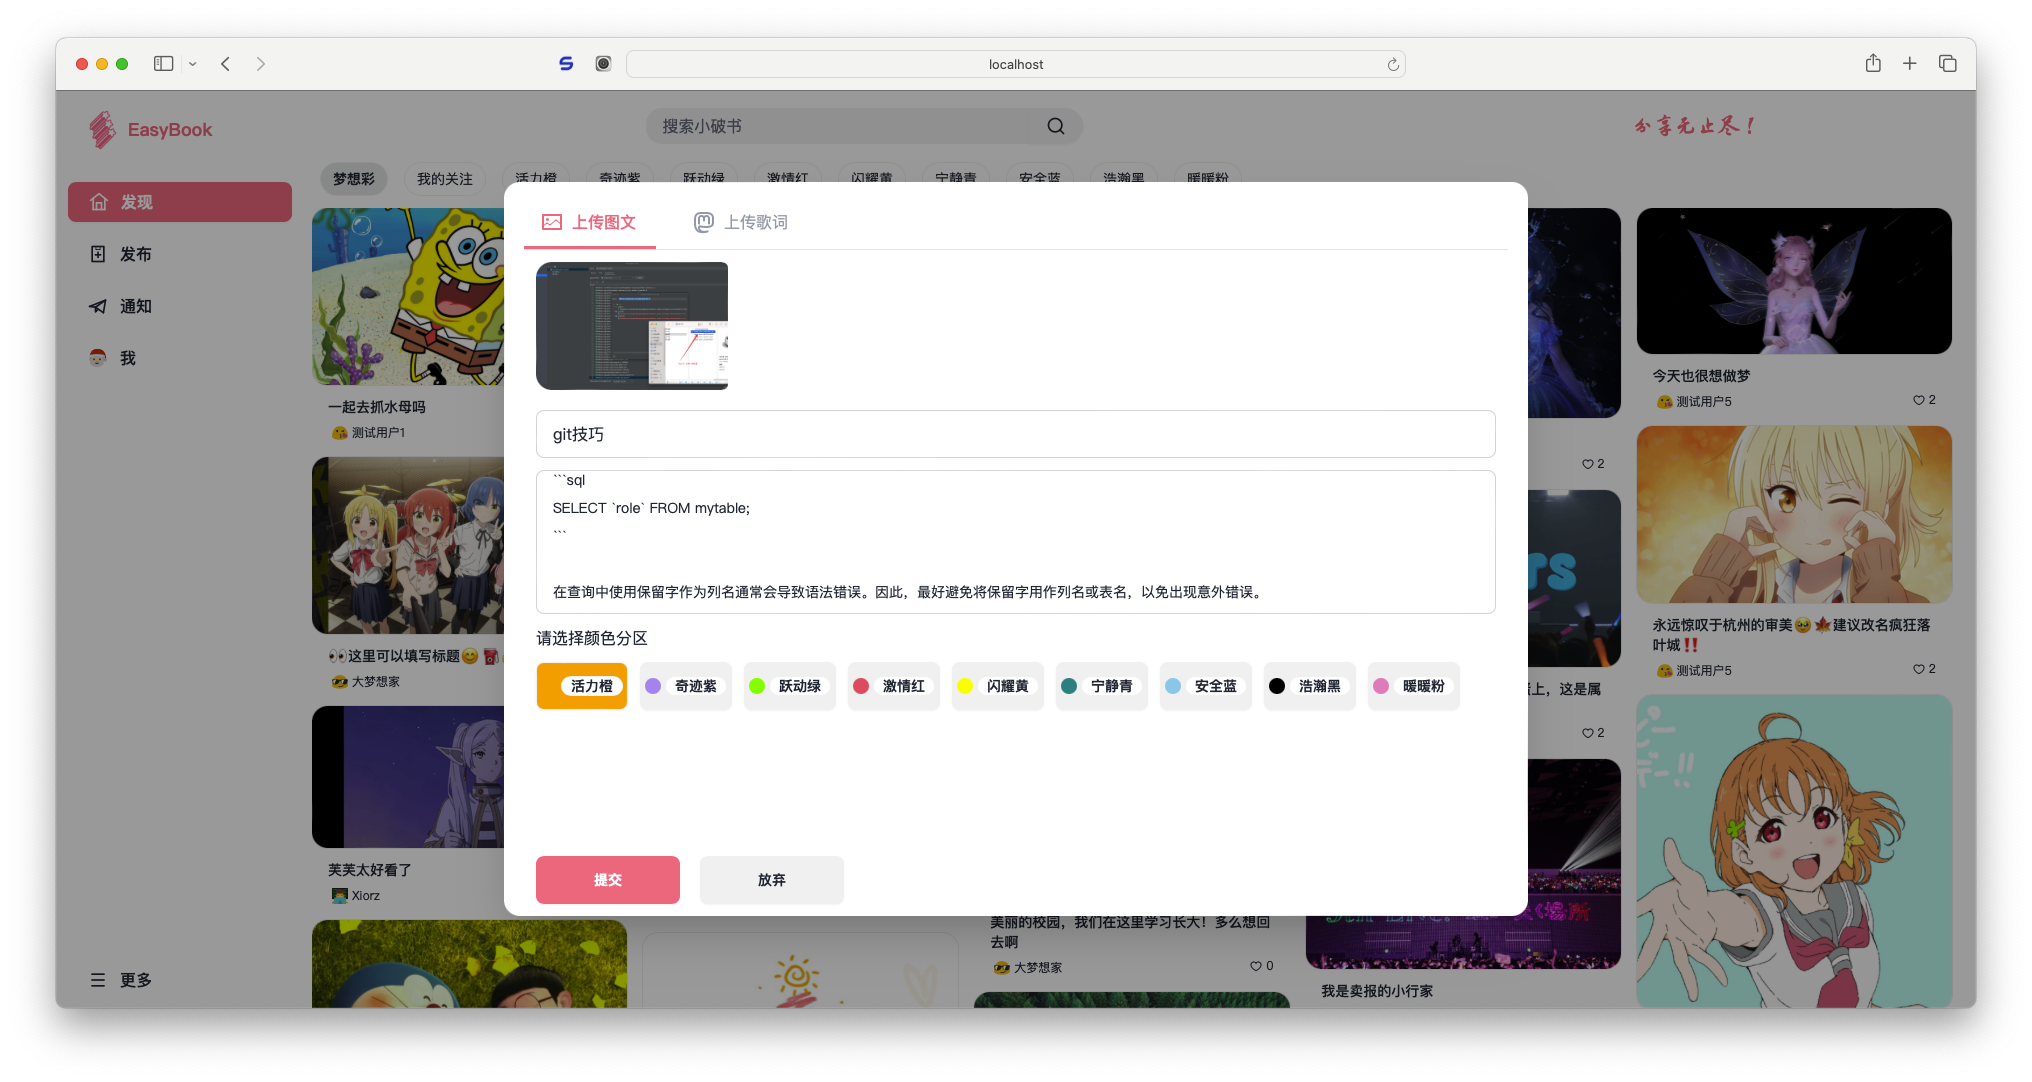 localhost
EasyBook
搜索小破书
分享无止尽！
梦想彩
我的关注
活力橙
奇迹紫
跃动绿
激情红
闪耀黄
宁静青
安全蓝
浩瀚黑
暖暖粉
发现
发布
通知
我
更多
上传图文
上传歌词
git技巧
```sql
SELECT `role` FROM mytable;
```
在查询中使用保留字作为列名通常会导致语法错误。因此，最好避免将保留字用作列名或表名，以免出现意外错误。
请选择颜色分区
活力橙
奇迹紫
跃动绿
激情红
闪耀黄
宁静青
安全蓝
浩瀚黑
暖暖粉
提交
放弃
一起去抓水母吗
测试用户1
👀这里可以填写标题😊
大梦想家
芙芙太好看了
Xiorz
美丽的校园，我们在这里学习长大！多么想回
去啊
大梦想家
0
2
上，这是属
2
我是卖报的小行家
今天也很想做梦
测试用户5
2
永远惊叹于杭州的审美🥹🍁建议改名疯狂落
叶城‼️
测试用户5
2